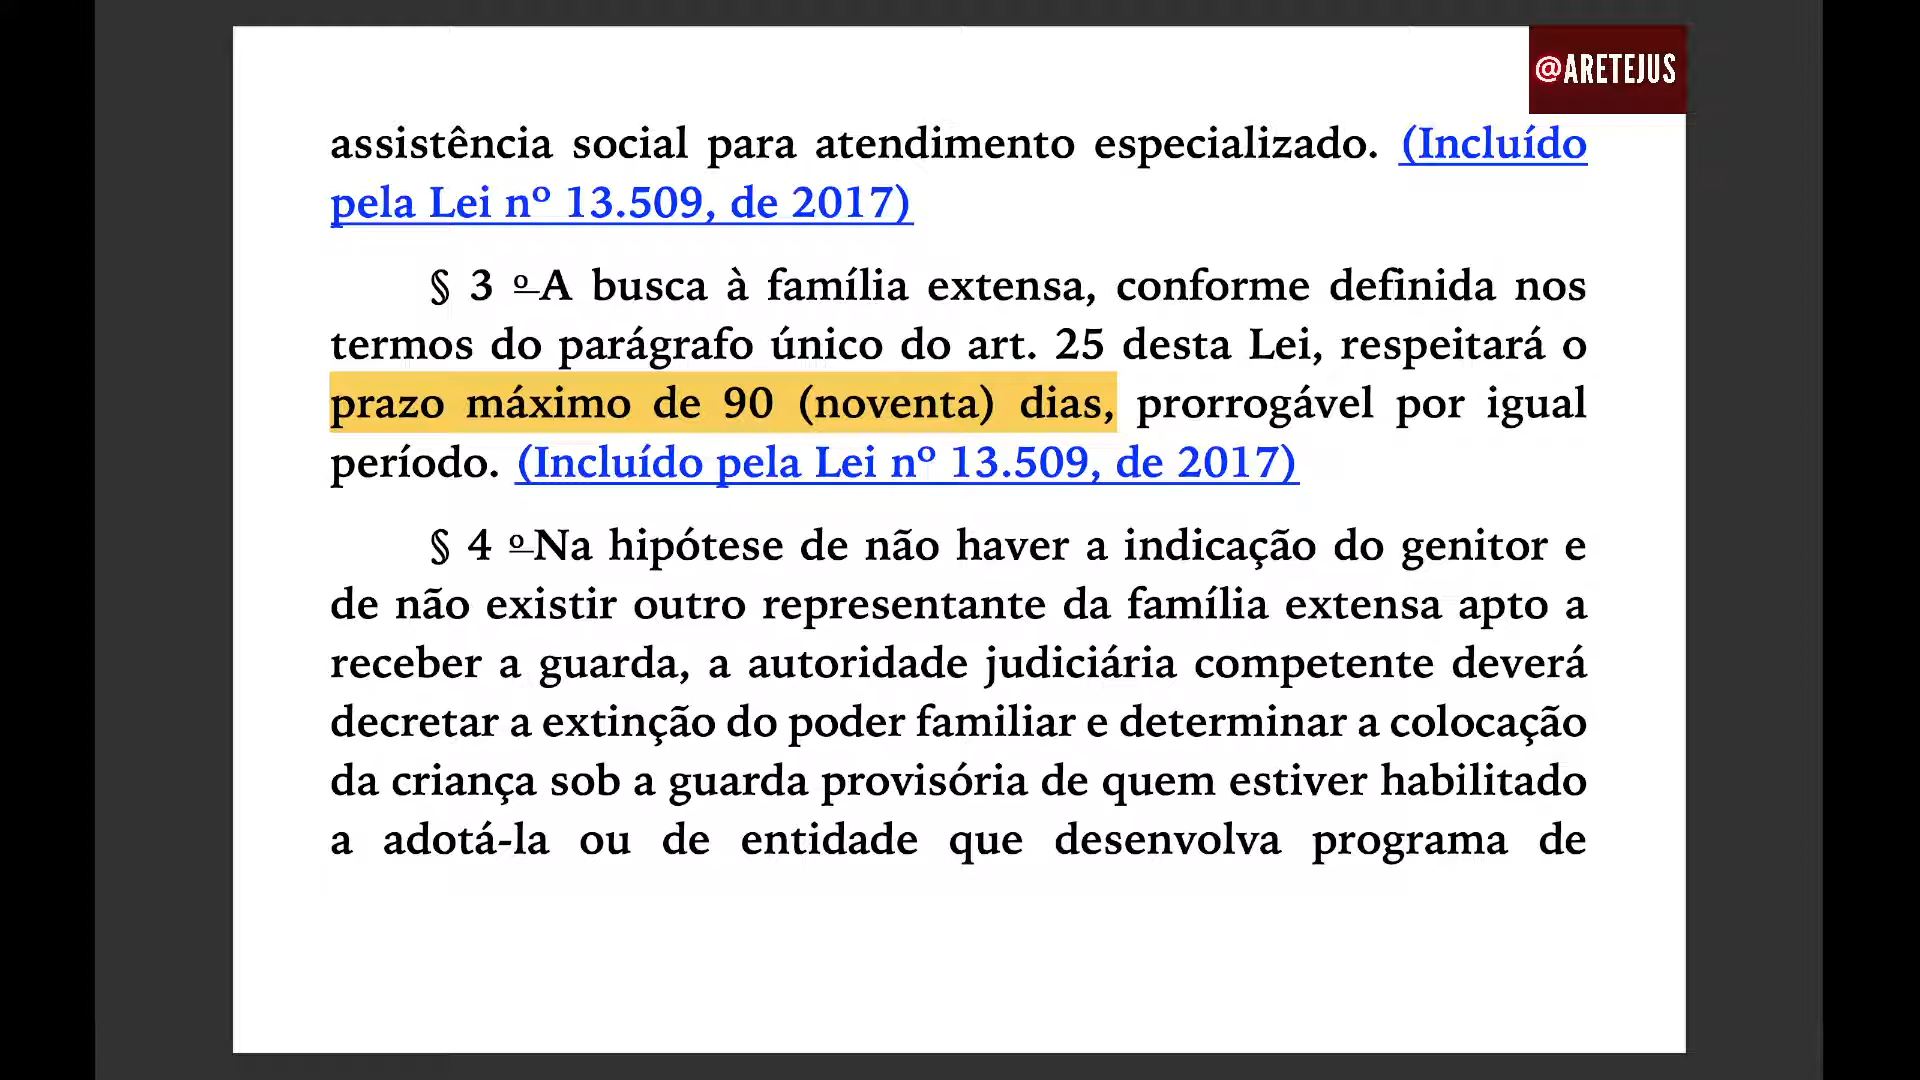 @ARETEJUS
assistência social para atendimento especializado. (Incluído
pela Lei nº 13.509, de 2017)
§ 3 º A busca à família extensa, conforme definida nos
termos do parágrafo único do art. 25 desta Lei, respeitará o
prazo máximo de 90 (noventa) dias, prorrogável por igual
período. (Incluído pela Lei nº 13.509, de 2017)
§ 4 º Na hipótese de não haver a indicação do genitor e
de não existir outro representante da família extensa apto a
receber a guarda, a autoridade judiciária competente deverá
decretar a extinção do poder familiar e determinar a colocação
da criança sob a guarda provisória de quem estiver habilitado
a adotá-la ou de entidade que desenvolva programa de